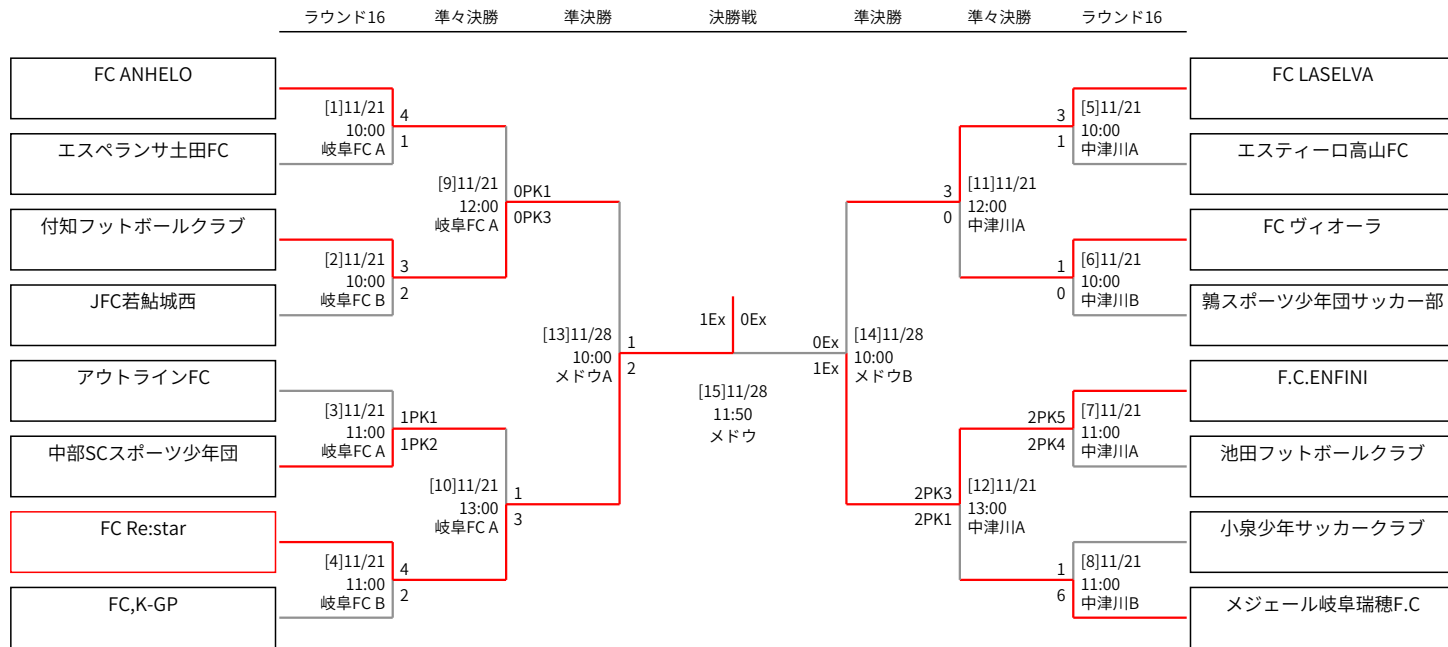 ラウンド16 準々決勝 準決勝 決勝戦 準決勝 準々決勝 ラウンド16
FC ANHELO
エスペランサ土田FC
付知フットボールクラブ
JFC若鮎城西
アウトラインFC
中部SCスポーツ少年団
FC Re:star
FC,K-GP
[1]11/21
10:00
岐阜FC A
4
1
[2]11/21
10:00
岐阜FC B
3
2
[3]11/21
11:00
岐阜FC A
1PK1
1PK2
[4]11/21
11:00
岐阜FC B
4
2
[9]11/21
12:00
岐阜FC A
0PK1
0PK3
[10]11/21
13:00
岐阜FC A
1
3
[13]11/28
10:00
メドウA
1
2
1Ex 0Ex
[15]11/28
11:50
メドウ
0Ex
1Ex
[14]11/28
10:00
メドウB
3
0
[11]11/21
12:00
中津川A
2PK3
2PK1
[12]11/21
13:00
中津川A
3
1
[5]11/21
10:00
中津川A
1
0
[6]11/21
10:00
中津川B
2PK5
2PK4
[7]11/21
11:00
中津川A
1
6
[8]11/21
11:00
中津川B
FC LASELVA
エスティーロ高山FC
FC ヴィオーラ
鶉スポーツ少年団サッカー部
F.C.ENFINI
池田フットボールクラブ
小泉少年サッカークラブ
メジェール岐阜瑞穂F.C